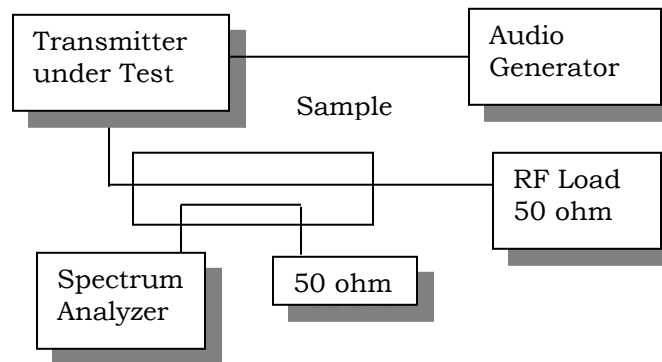 Transmitter
under Test
Audio
Generator
Sample
RF Load
50 ohm
Spectrum
Analyzer
50 ohm